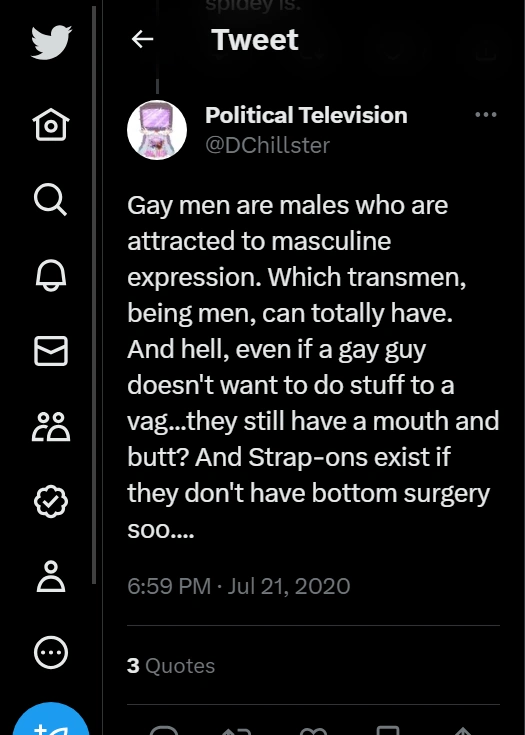 spidey is.
Tweet
Political Television
@DChillster
Gay men are males who are
attracted to masculine
expression. Which transmen,
being men, can totally have.
And hell, even if a gay guy
doesn't want to do stuff to a
vag...they still have a mouth and
butt? And Strap-ons exist if
they don't have bottom surgery
soo....
6:59 PM · Jul 21, 2020
3 Quotes